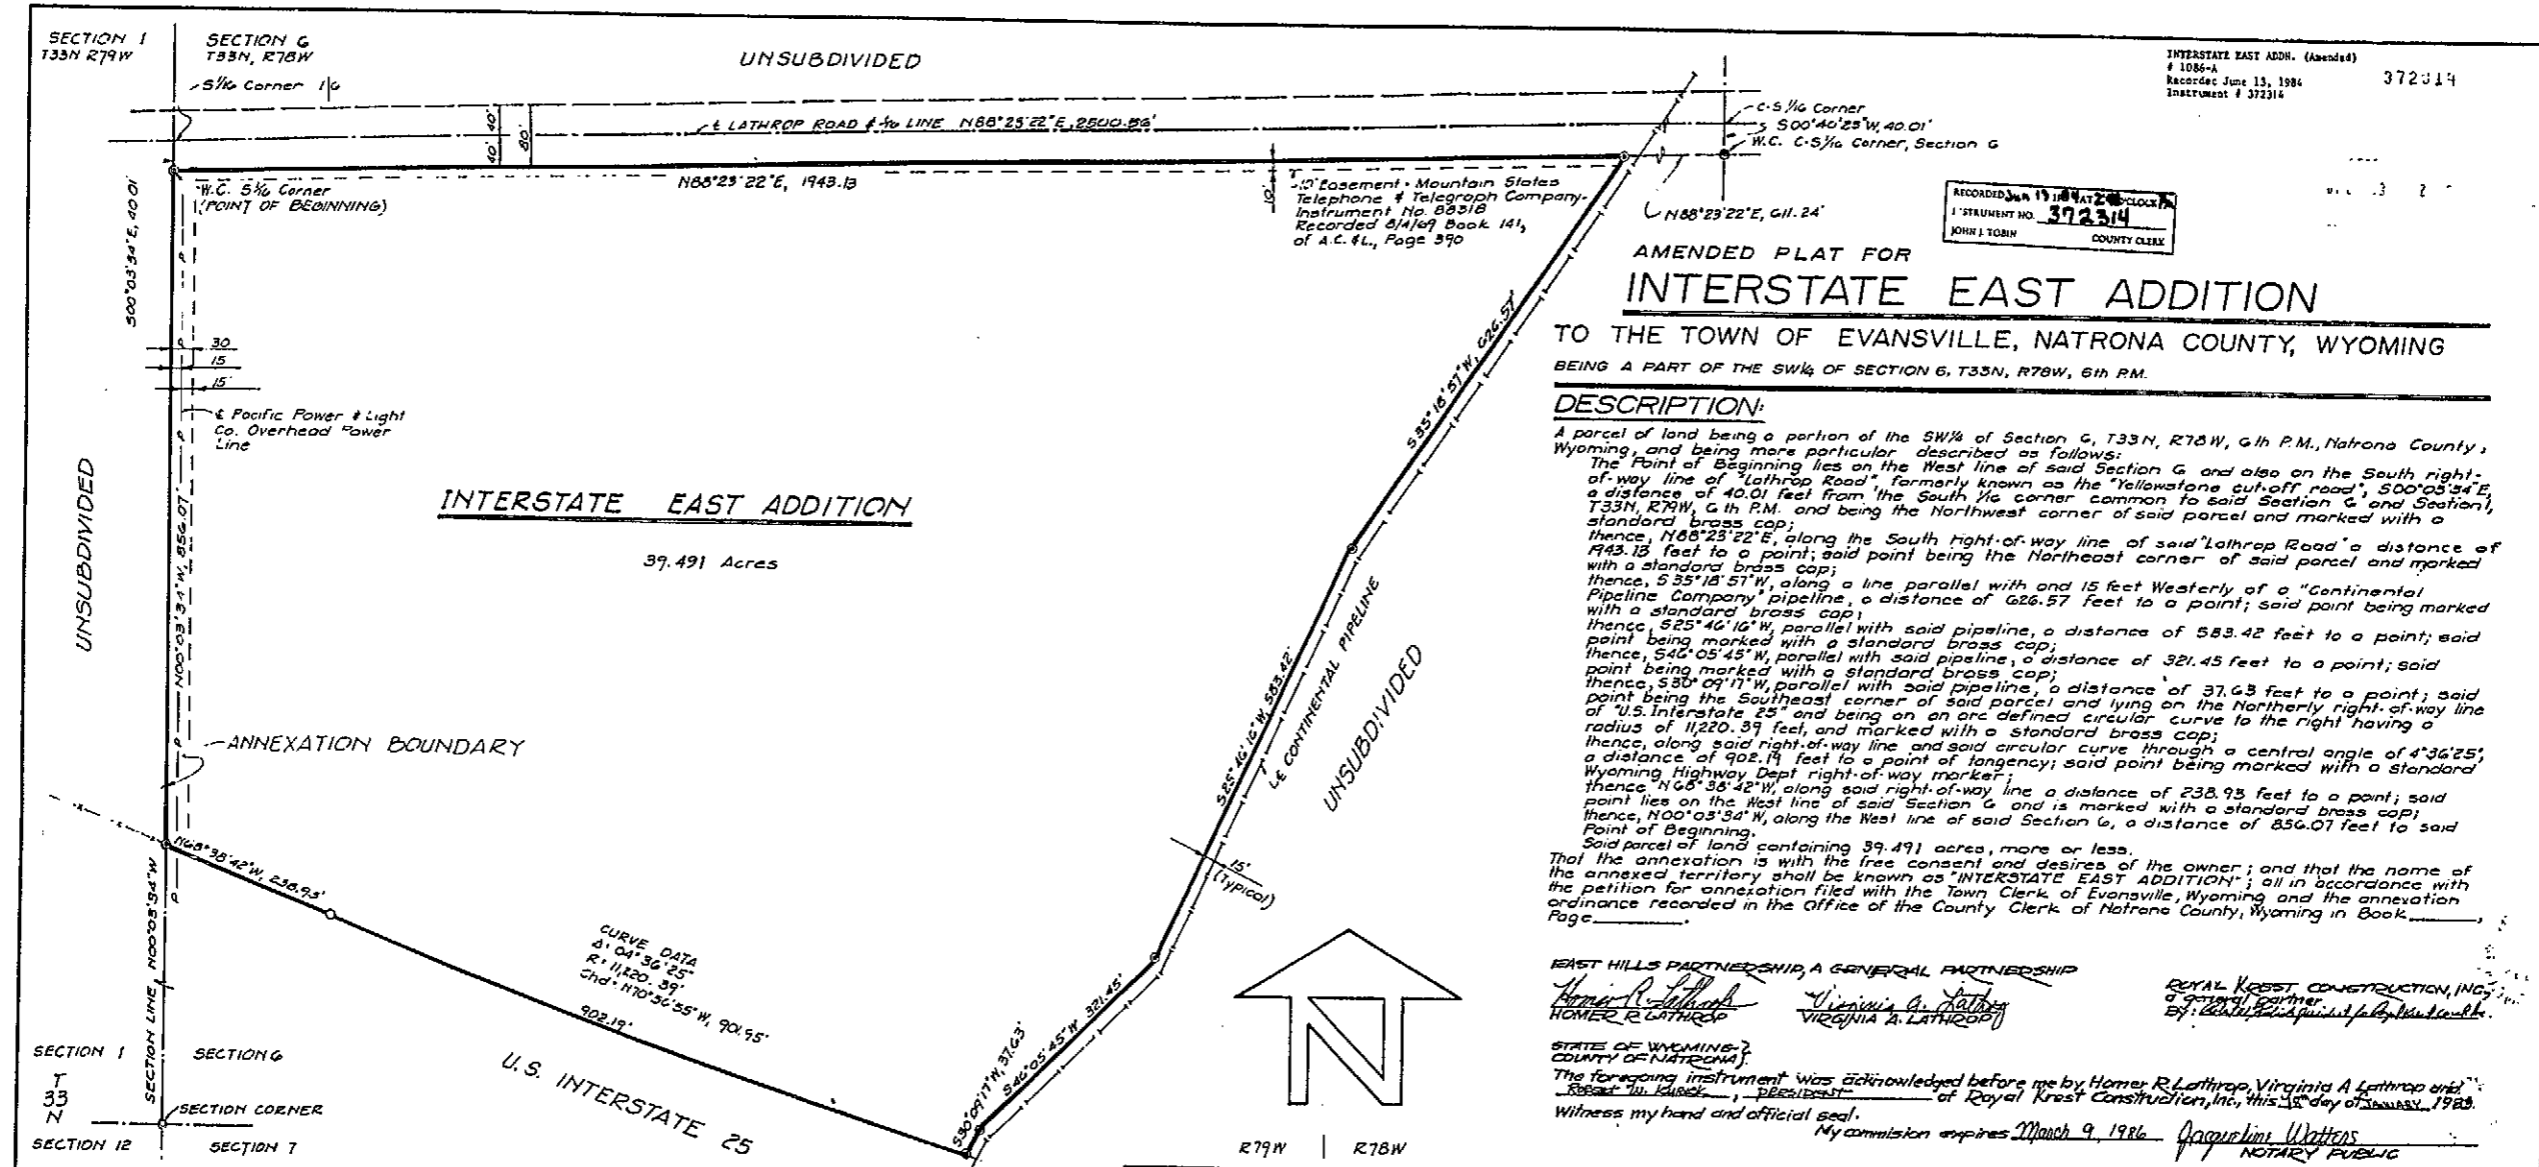 SECTION 1
T33N R79W
SECTION 6
T33N, R78W
S 1/16 Corner 1|6
UNSUBDIVIDED
INTERSTATE EAST ADDN. (Amended)
# 1086-A
Recorded June 13, 1984
Instrument # 372314
372314
℄ LATHROP ROAD & 1/16 LINE N88°23'22"E, 2500.56'
40'
40'
80'
C-S 1/16 Corner
S00°40'25"W, 40.01'
W.C. C-S 1/16 Corner, Section 6
N88°23'22"E, 1943.13
W.C. S 1/16 Corner
(POINT OF BEGINNING)
S00°03'34"E, 40.01'
10'
10' Easement - Mountain States
Telephone & Telegraph Company-
Instrument No. 88318
Recorded 8/4/69 Book 141,
of A.C. & L., Page 390
N88°23'22"E, 611.24'
RECORDED AT O'CLOCK
INSTRUMENT NO. 372314
JOHN J. TOBIN COUNTY CLERK
AMENDED PLAT FOR
INTERSTATE EAST ADDITION
TO THE TOWN OF EVANSVILLE, NATRONA COUNTY, WYOMING
BEING A PART OF THE SW¼ OF SECTION 6, T33N, R78W, 6th P.M.
30
15
15'
℄ Pacific Power & Light
Co. Overhead Power
Line
UNSUBDIVIDED
N00°03'34"W, 856.07'
INTERSTATE EAST ADDITION
39.491 Acres
ANNEXATION BOUNDARY
S35°18'57"W, 626.57'
S25°46'16"W, 583.42'
℄ CONTINENTAL PIPELINE
UNSUBDIVIDED
15'
(Typical)
DESCRIPTION:
A parcel of land being a portion of the SW¼ of Section 6, T33N, R78W, 6th P.M., Natrona County,
Wyoming, and being more particular described as follows:
The Point of Beginning lies on the West line of said Section 6 and also on the South right-
of-way line of "Lathrop Road" formerly known as the "Yellowstone cut-off road", S00°03'34"E,
a distance of 40.01 feet from the South 1/16 corner common to said Section 6 and Section 1,
T33N, R79W, 6th P.M. and being the Northwest corner of said parcel and marked with a
standard brass cap;
thence, N88°23'22"E, along the South right-of-way line of said "Lathrop Road" a distance of
1943.13 feet to a point; said point being the Northeast corner of said parcel and marked
with a standard brass cap;
thence, S35°18'57"W, along a line parallel with and 15 feet Westerly of a "Continental
Pipeline Company" pipeline, a distance of 626.57 feet to a point; said point being marked
with a standard brass cap;
thence, S25°46'16"W, parallel with said pipeline, a distance of 583.42 feet to a point; said
point being marked with a standard brass cap;
thence, S46°05'45"W, parallel with said pipeline, a distance of 321.45 feet to a point; said
point being marked with a standard brass cap;
thence, S30°09'17"W, parallel with said pipeline, a distance of 37.63 feet to a point; said
point being the Southeast corner of said parcel and lying on the Northerly right-of-way line
of "U.S. Interstate 25" and being on an arc defined circular curve to the right having a
radius of 11,220.39 feet, and marked with a standard brass cap;
thence, along said right-of-way line and said circular curve through a central angle of 4°36'25",
a distance of 902.19 feet to a point of tangency; said point being marked with a standard
Wyoming Highway Dept right-of-way marker;
thence N68°38'42"W, along said right-of-way line a distance of 238.93 feet to a point; said
point lies on the West line of said Section 6 and is marked with a standard brass cap;
thence, N00°03'34"W, along the West line of said Section 6, a distance of 856.07 feet to said
Point of Beginning.
Said parcel of land containing 39.491 acres, more or less.
That the annexation is with the free consent and desires of the owner; and that the name of
the annexed territory shall be known as "INTERSTATE EAST ADDITION"; all in accordance with
the petition for annexation filed with the Town Clerk of Evansville, Wyoming and the annexation
ordinance recorded in the Office of the County Clerk of Natrona County, Wyoming in Book ,
Page .
N68°38'42"W, 238.93'
SECTION LINE, N00°03'34"W
CURVE DATA
Δ: 04°36'25"
R: 11,220.39'
Chd: N70°56'55"W, 901.95'
902.19'
S46°05'45"W 321.45'
S30°09'17"W, 37.63'
U.S. INTERSTATE 25
SECTION 1
SECTION 6
T
33
N
SECTION CORNER
SECTION 12
SECTION 7
N
R79W | R78W
EAST HILLS PARTNERSHIP, A GENERAL PARTNERSHIP
Homer R. Lathrop
HOMER R. LATHROP
Virginia A. Lathrop
VIRGINIA A. LATHROP
ROYAL KREST CONSTRUCTION, INC,
a general partner
BY:
STATE OF WYOMING
COUNTY OF NATRONA
The foregoing instrument was acknowledged before me by Homer R. Lathrop, Virginia A Lathrop and
PRESIDENT of Royal Krest Construction, Inc., this 18th day of JANUARY, 1983.
Witness my hand and official seal.
My commision expires March 9, 1986 Jacqueline Watters
NOTARY PUBLIC